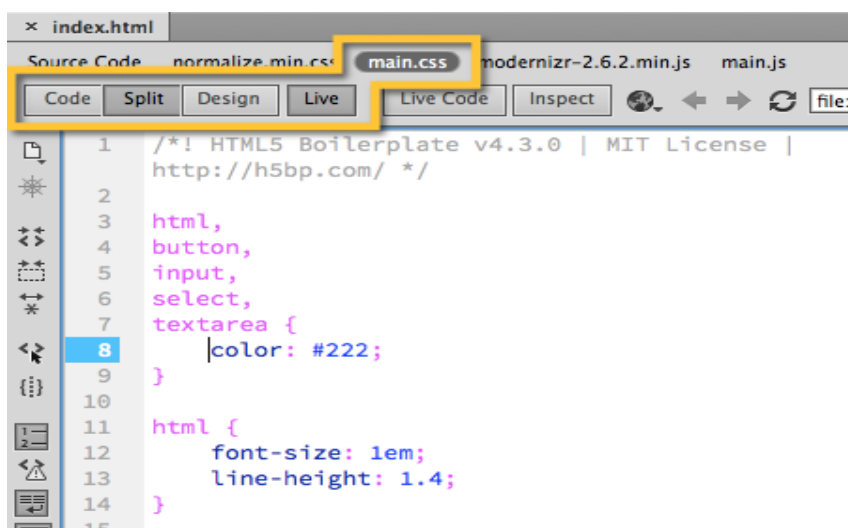 × index.html
Source Code normalize.min.css main.css modernizr-2.6.2.min.js main.js
Code Split Design Live Live Code Inspect file:
1 /*! HTML5 Boilerplate v4.3.0 | MIT License |
http://h5bp.com/ */
2
3 html,
4 button,
5 input,
6 select,
7 textarea {
8 color: #222;
9 }
10
11 html {
12 font-size: 1em;
13 line-height: 1.4;
14 }
15